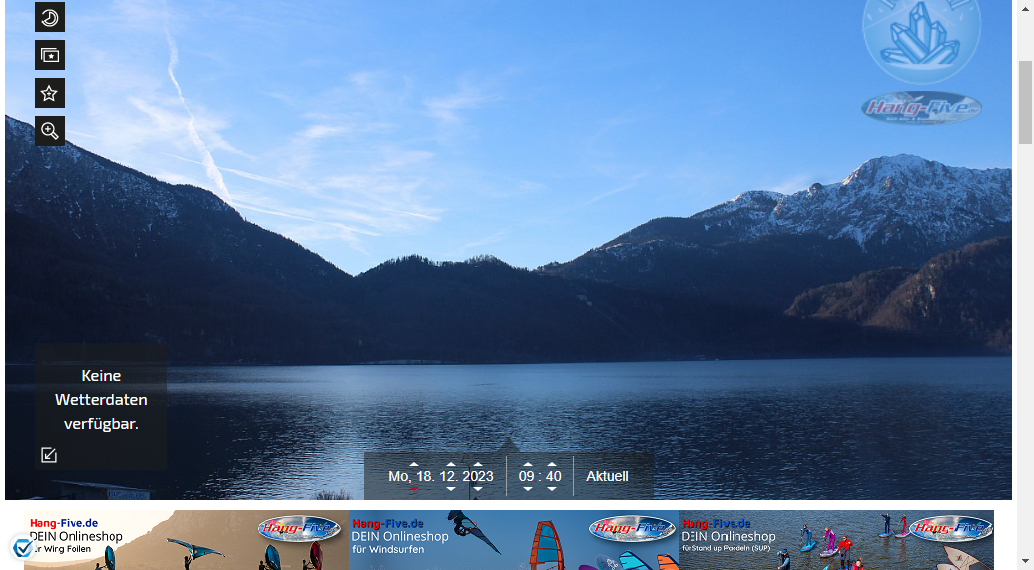 Hang-Five.de
Keine
Wetterdaten
verfügbar.
Mo, 18. 12. 2023 09 : 40 Aktuell
Hang-Five.de
DEIN Onlineshop
für Wing Foilen
Hang-Five
Hang-Five.de
DEIN Onlineshop
für Windsurfen
Hang-Five
Hang-Five.de
DEIN Onlineshop
für Stand up Paddeln (SUP)
Hang-Five